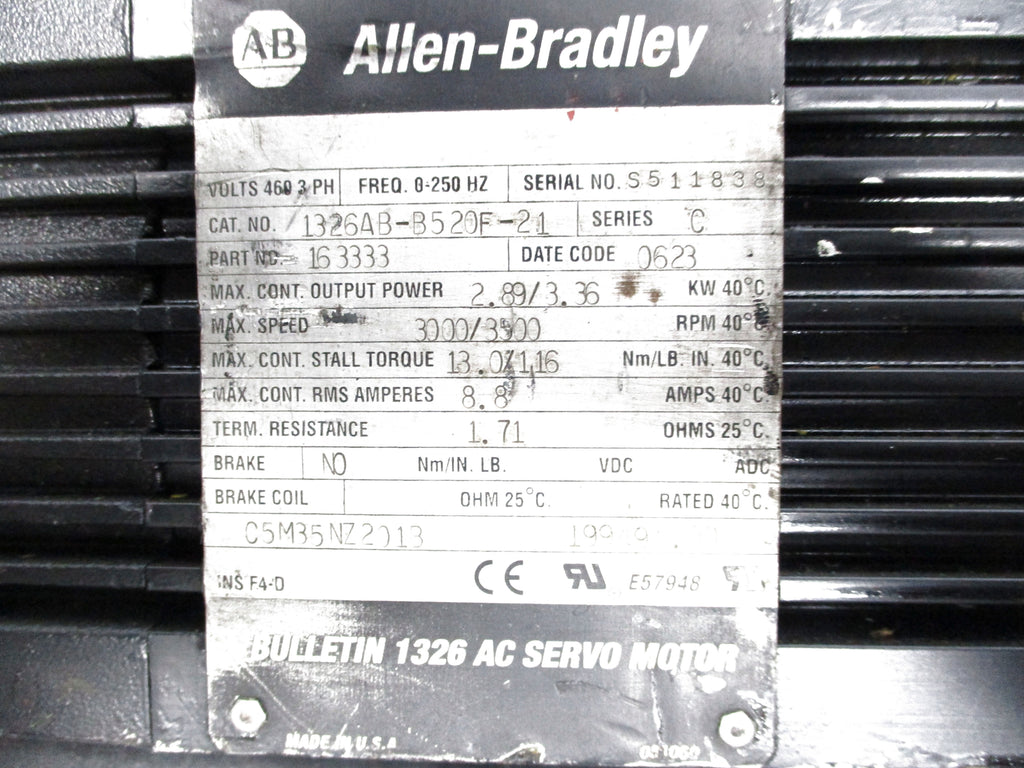 AB Allen-Bradley
VOLTS 460 3 PH FREQ. 0-250 HZ SERIAL NO. S511838
CAT. NO. 1326AB-B520F-21 SERIES C
PART NO. 163333 DATE CODE 0623
MAX. CONT. OUTPUT POWER 2.89/3.36 KW 40°C.
MAX. SPEED 3000/3500 RPM 40°C
MAX. CONT. STALL TORQUE 13.0/116 Nm/LB. IN. 40°C.
MAX. CONT. RMS AMPERES 8.8 AMPS 40°C.
TERM. RESISTANCE 1.71 OHMS 25°C.
BRAKE NO Nm/IN. LB. VDC ADC
BRAKE COIL OHM 25°C. RATED 40°C.
C5M35NZ2013
INS F4-D CE RU E57948
BULLETIN 1326 AC SERVO MOTOR
MADE IN U.S.A